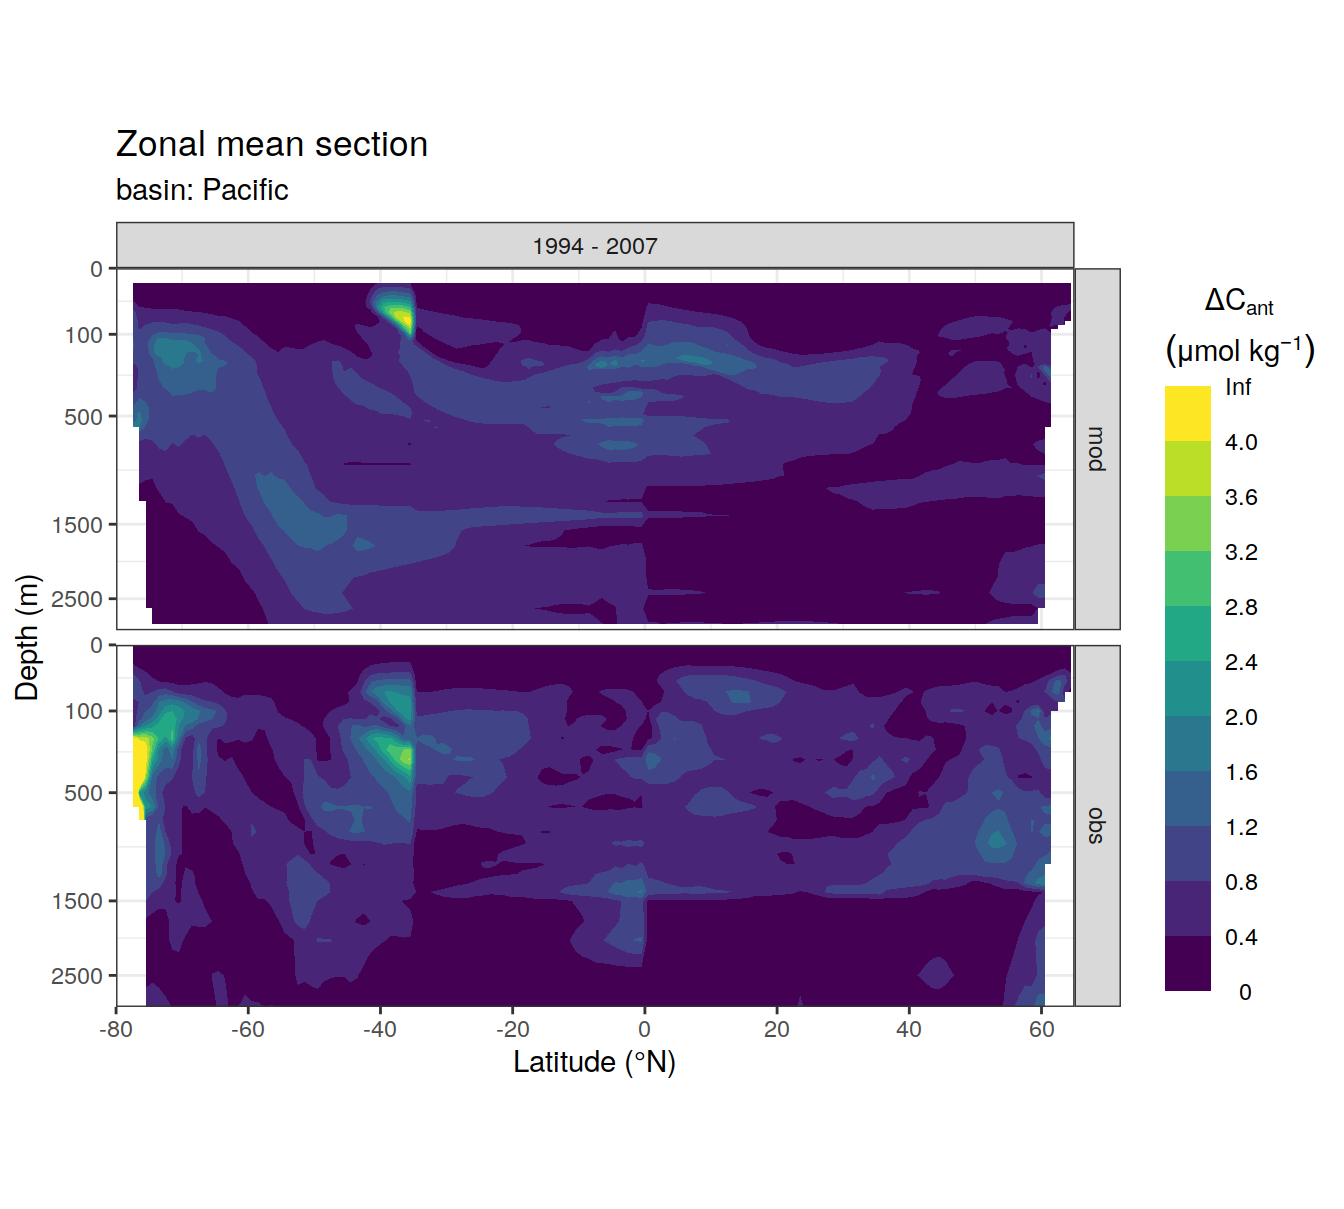 Zonal mean section
basin: Pacific
1994 - 2007
0
100
500
1500
2500
mod
0
100
500
1500
2500
obs
-80 -60 -40 -20 0 20 40 60
Latitude (°N)
Depth (m)
ΔCant
(μmol kg⁻¹)
Inf
4.0
3.6
3.2
2.8
2.4
2.0
1.6
1.2
0.8
0.4
0